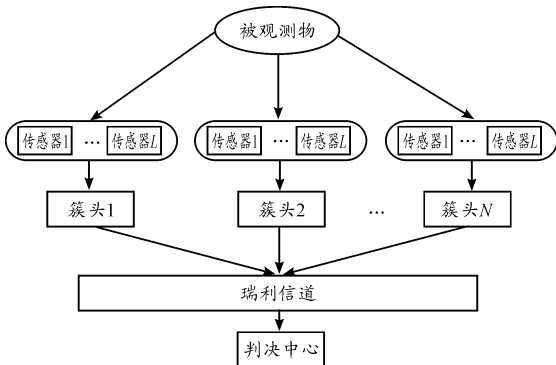 被观测物
传感器1 … 传感器L 传感器1 … 传感器L 传感器1 … 传感器L
簇头1 簇头2 … 簇头N
瑞利信道
判决中心